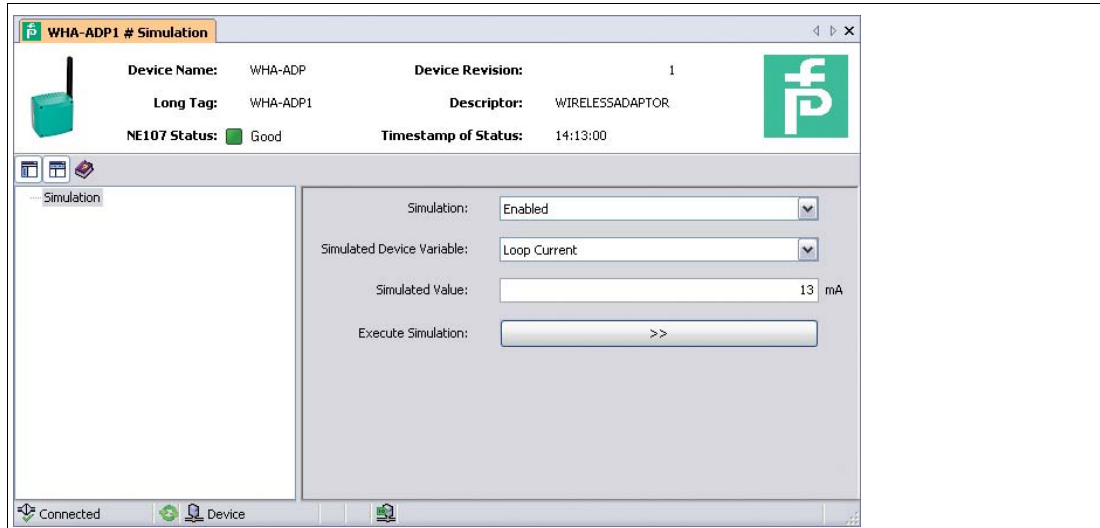 WHA-ADP1 # Simulation
Device Name: WHA-ADP Device Revision: 1
Long Tag: WHA-ADP1 Descriptor: WIRELESSADAPTOR
NE107 Status: Good Timestamp of Status: 14:13:00
Simulation
Simulation: Enabled
Simulated Device Variable: Loop Current
Simulated Value: 13 mA
Execute Simulation: >>
Connected Device